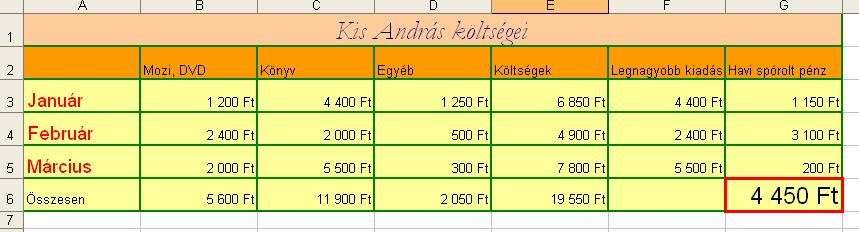 A B C D E F G
1 Kis András költségei
2 Mozi, DVD Könyv Egyéb Költségek Legnagyobb kiadás Havi spórolt pénz
3 Január 1 200 Ft 4 400 Ft 1 250 Ft 6 850 Ft 4 400 Ft 1 150 Ft
4 Február 2 400 Ft 2 000 Ft 500 Ft 4 900 Ft 2 400 Ft 3 100 Ft
5 Március 2 000 Ft 5 500 Ft 300 Ft 7 800 Ft 5 500 Ft 200 Ft
6 Összesen 5 600 Ft 11 900 Ft 2 050 Ft 19 550 Ft 4 450 Ft
7